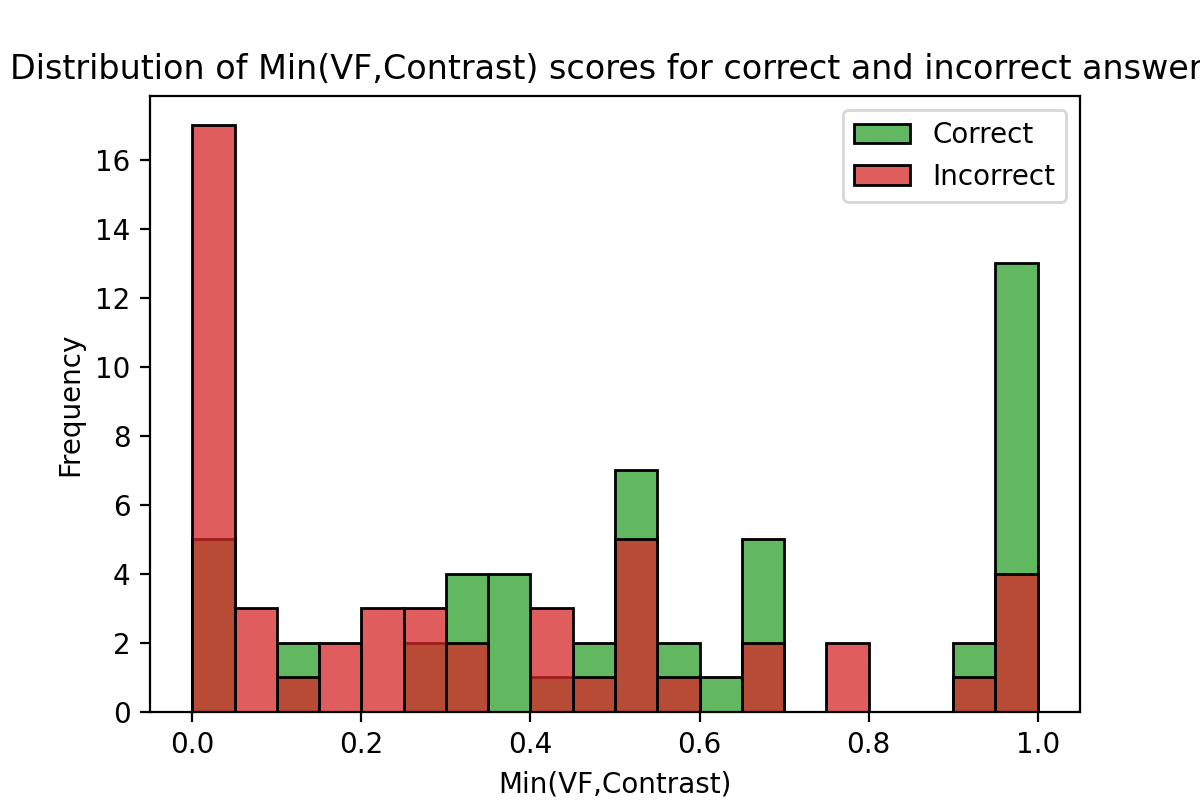 Distribution of Min(VF,Contrast) scores for correct and incorrect answer
Correct
Incorrect
16
14
12
10
8
6
4
2
0
Frequency
0.0 0.2 0.4 0.6 0.8 1.0
Min(VF,Contrast)